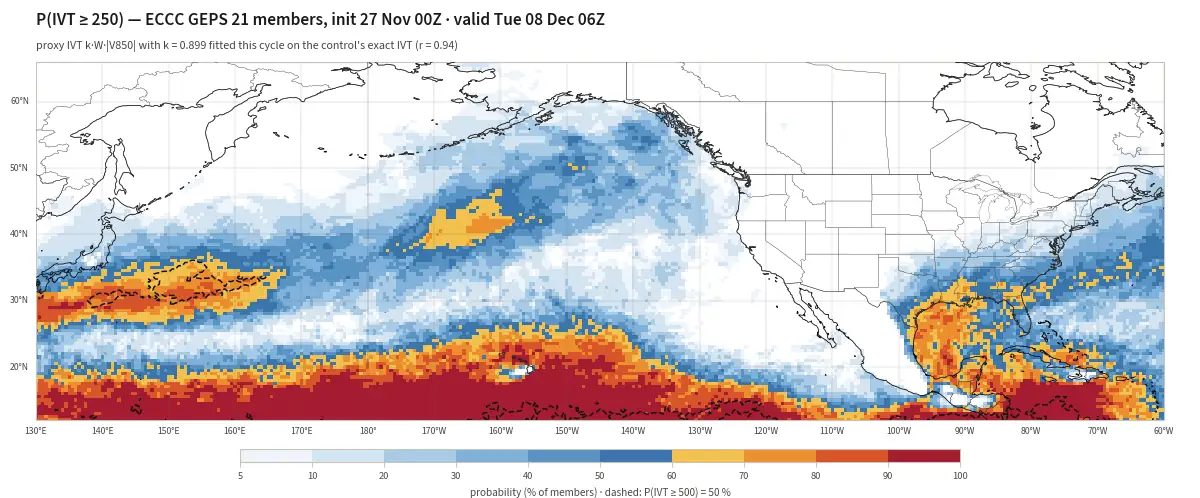 P(IVT ≥ 250) — ECCC GEPS 21 members, init 27 Nov 00Z · valid Tue 08 Dec 06Z
proxy IVT k·W·|V850| with k = 0.899 fitted this cycle on the control's exact IVT (r = 0.94)
60°N
50°N
40°N
30°N
20°N
130°E 140°E 150°E 160°E 170°E 180° 170°W 160°W 150°W 140°W 130°W 120°W 110°W 100°W 90°W 80°W 70°W 60°W
5 10 20 30 40 50 60 70 80 90 100
probability (% of members) · dashed: P(IVT ≥ 500) = 50 %